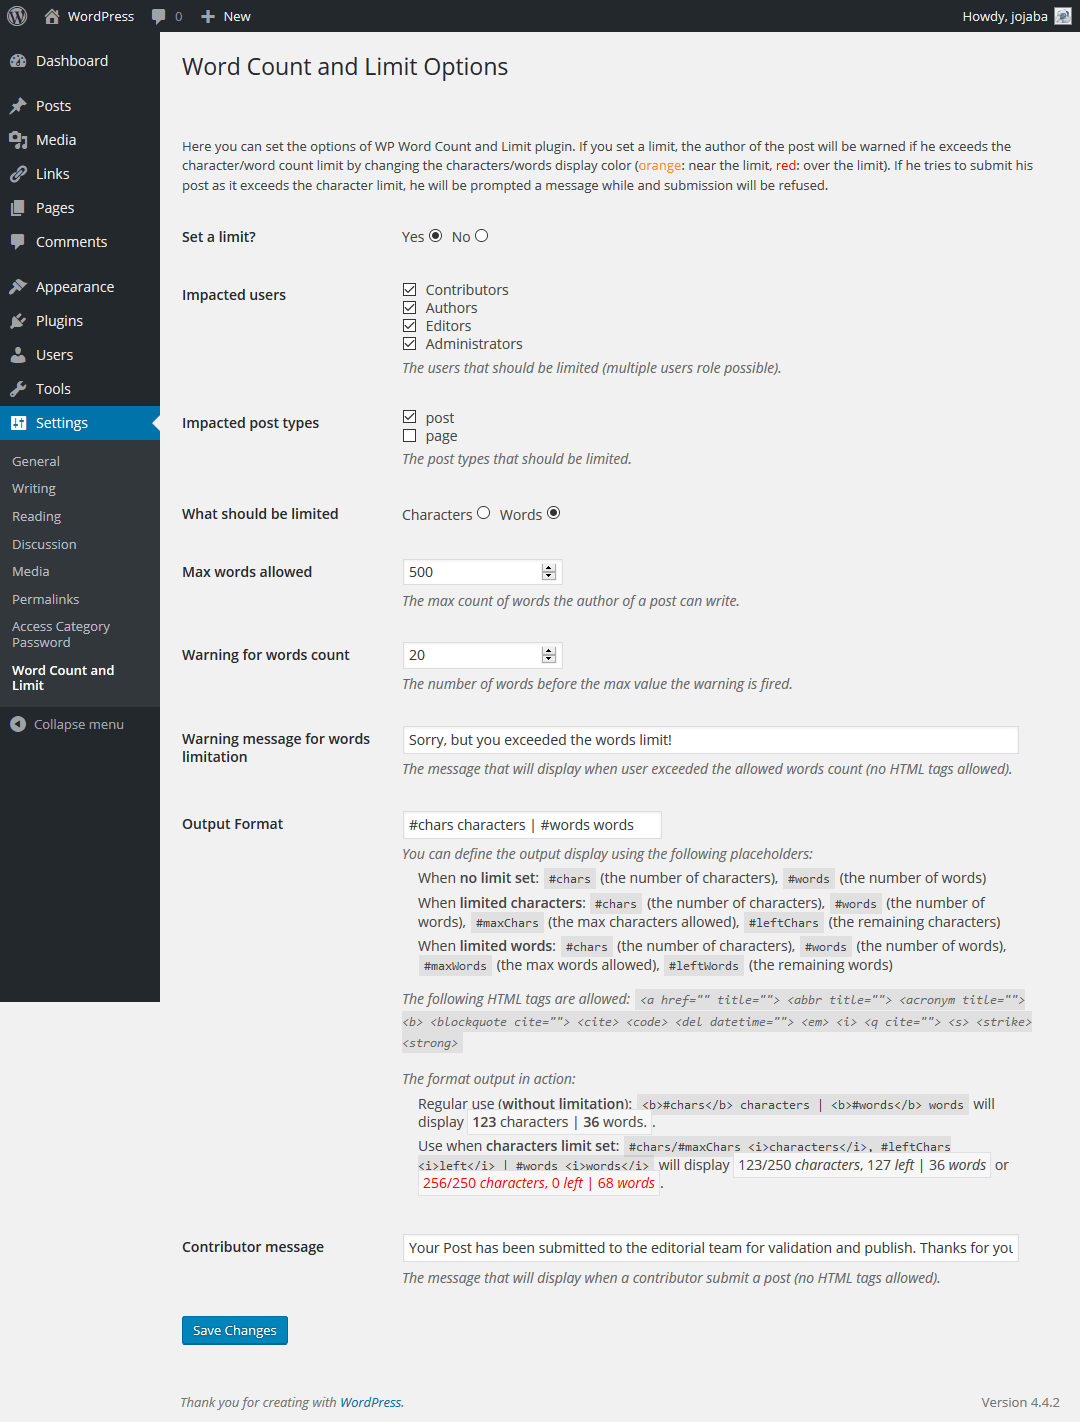 WordPress 0 New Howdy, jojaba
Dashboard
Posts
Media
Links
Pages
Comments
Appearance
Plugins
Users
Tools
Settings
General
Writing
Reading
Discussion
Media
Permalinks
Access Category
Password
Word Count and
Limit
Collapse menu
Word Count and Limit Options
Here you can set the options of WP Word Count and Limit plugin. If you set a limit, the author of the post will be warned if he exceeds the
character/word count limit by changing the characters/words display color (orange: near the limit, red: over the limit). If he tries to submit his
post as it exceeds the character limit, he will be prompted a message while and submission will be refused.
Set a limit? Yes No
Impacted users
Contributors
Authors
Editors
Administrators
The users that should be limited (multiple users role possible).
Impacted post types
post
page
The post types that should be limited.
What should be limited Characters Words
Max words allowed 500
The max count of words the author of a post can write.
Warning for words count 20
The number of words before the max value the warning is fired.
Warning message for words
limitation
Sorry, but you exceeded the words limit!
The message that will display when user exceeded the allowed words count (no HTML tags allowed).
Output Format #chars characters | #words words
You can define the output display using the following placeholders:
When no limit set: #chars (the number of characters), #words (the number of words)
When limited characters: #chars (the number of characters), #words (the number of
words), #maxChars (the max characters allowed), #leftChars (the remaining characters)
When limited words: #chars (the number of characters), #words (the number of words),
#maxWords (the max words allowed), #leftWords (the remaining words)
The following HTML tags are allowed: <a href="" title=""> <abbr title=""> <acronym title="">
<b> <blockquote cite=""> <cite> <code> <del datetime=""> <em> <i> <q cite=""> <s> <strike>
<strong>
The format output in action:
Regular use (without limitation): <b>#chars</b> characters | <b>#words</b> words will
display 123 characters | 36 words. .
Use when characters limit set: #chars/#maxChars <i>characters</i>, #leftChars
<i>left</i> | #words <i>words</i> will display 123/250 characters, 127 left | 36 words or
256/250 characters, 0 left | 68 words .
Contributor message Your Post has been submitted to the editorial team for validation and publish. Thanks for you
The message that will display when a contributor submit a post (no HTML tags allowed).
Save Changes
Thank you for creating with WordPress. Version 4.4.2